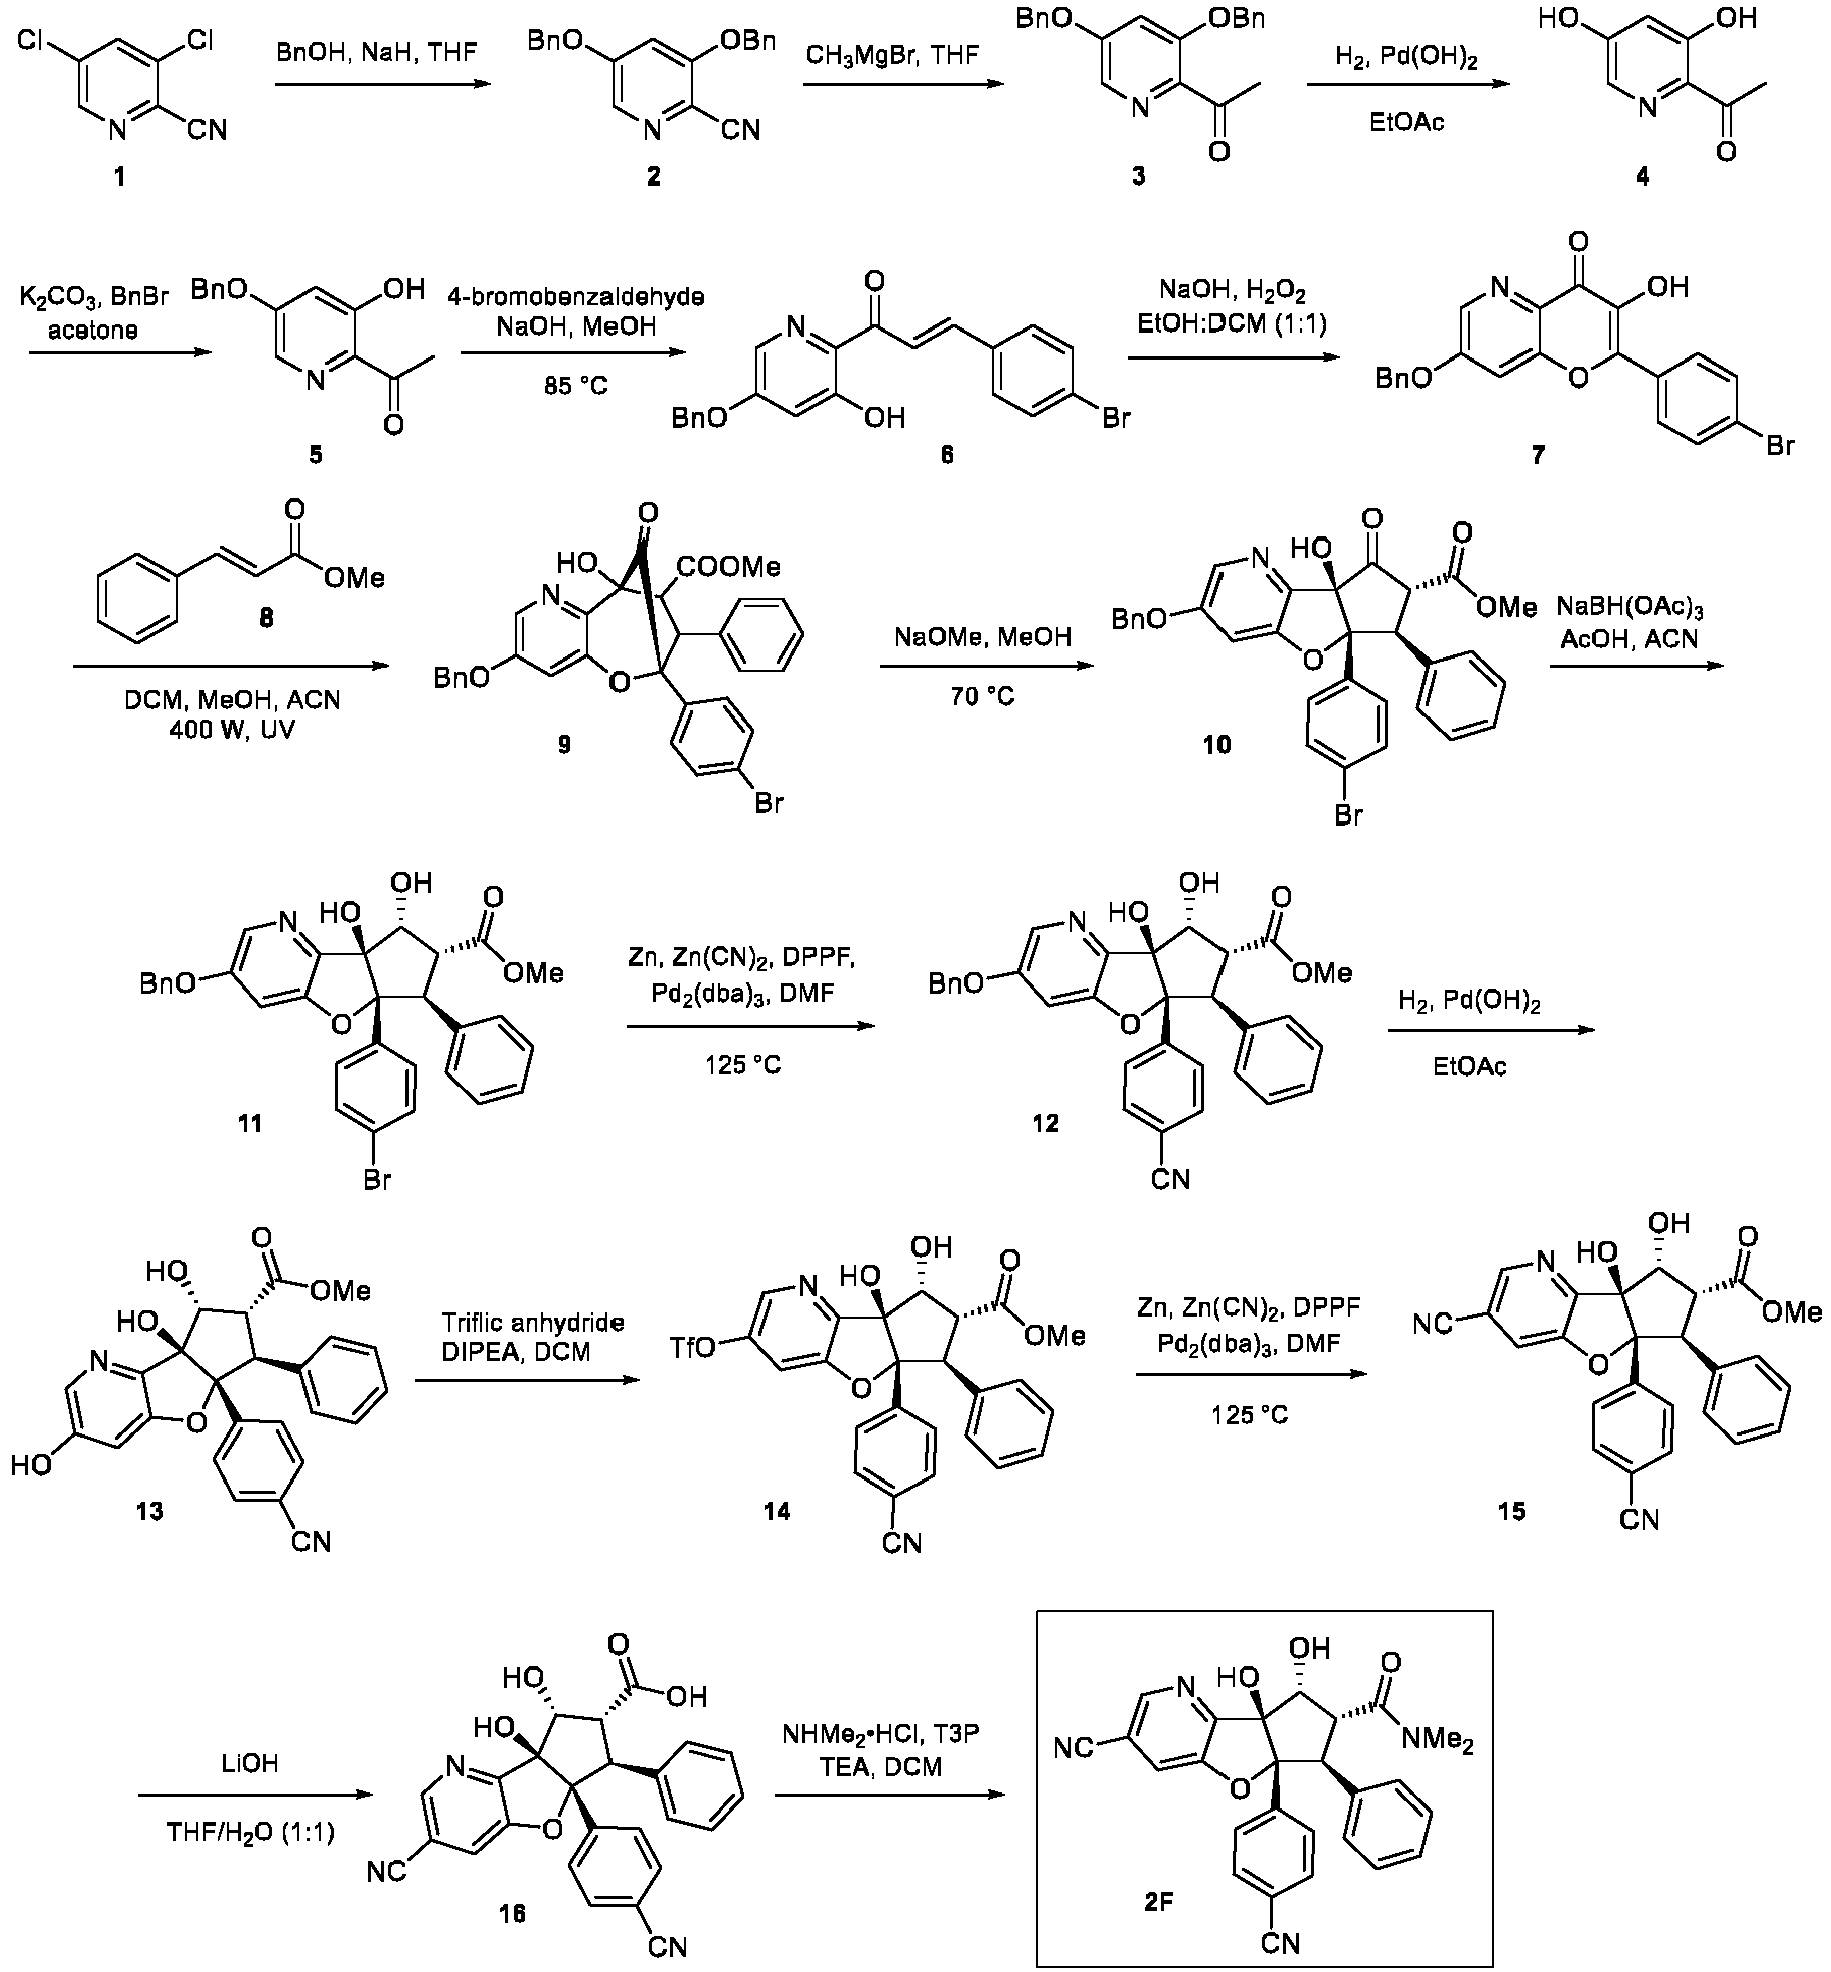 Cl
Cl
N
CN
1
BnOH, NaH, THF
BnO
OBn
N
CN
2
CH3MgBr, THF
BnO
OBn
N
O
3
H2, Pd(OH)2
EtOAc
HO
OH
N
O
4
K2CO3, BnBr
acetone
BnO
OH
N
O
5
4-bromobenzaldehyde
NaOH, MeOH
85 °C
O
N
BnO
OH
Br
6
NaOH, H2O2
EtOH:DCM (1:1)
O
N
OH
BnO
O
Br
7
O
OMe
8
DCM, MeOH, ACN
400 W, UV
O
HO
COOMe
N
BnO
O
Br
9
NaOMe, MeOH
70 °C
O
HO
O
N
OMe
BnO
O
Br
10
NaBH(OAc)3
AcOH, ACN
OH
HO
O
N
OMe
BnO
O
Br
11
Zn, Zn(CN)2, DPPF,
Pd2(dba)3, DMF
125 °C
OH
HO
O
N
OMe
BnO
O
CN
12
H2, Pd(OH)2
EtOAc
O
HO
OMe
HO
N
O
HO
CN
13
Triflic anhydride
DIPEA, DCM
OH
HO
O
N
OMe
TfO
O
CN
14
Zn, Zn(CN)2, DPPF
Pd2(dba)3, DMF
125 °C
OH
HO
O
N
OMe
CN
O
CN
15
LiOH
THF/H2O (1:1)
O
HO
OH
HO
N
O
NC
CN
16
NHMe2•HCl, T3P
TEA, DCM
OH
HO
O
N
NMe2
NC
O
CN
2F